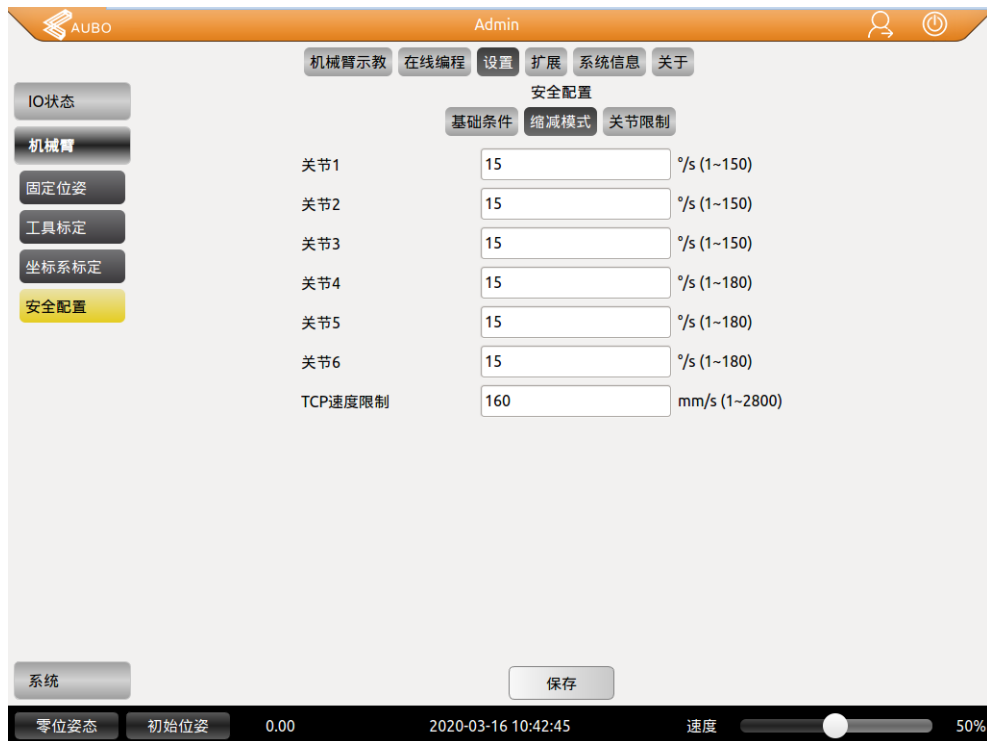 AUBO Admin
机械臂示教 在线编程 设置 扩展 系统信息 关于
安全配置
基础条件 缩减模式 关节限制
IO状态
机械臂
固定位姿
工具标定
坐标系标定
安全配置
关节1 15 °/s (1~150)
关节2 15 °/s (1~150)
关节3 15 °/s (1~150)
关节4 15 °/s (1~180)
关节5 15 °/s (1~180)
关节6 15 °/s (1~180)
TCP速度限制 160 mm/s (1~2800)
系统 保存
零位姿态 初始位姿 0.00 2020-03-16 10:42:45 速度 50%